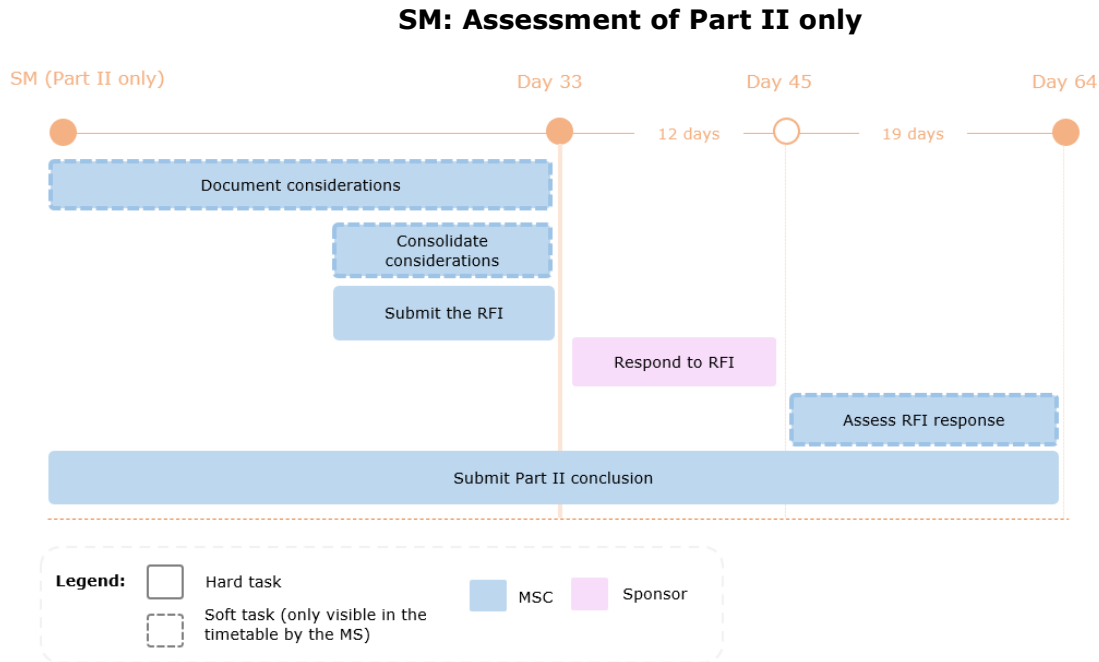 SM: Assessment of Part II only
SM (Part II only)
Day 33
Day 45
Day 64
12 days
19 days
Document considerations
Consolidate
considerations
Submit the RFI
Respond to RFI
Assess RFI response
Submit Part II conclusion
Legend:
Hard task
MSC
Sponsor
Soft task (only visible in the
timetable by the MS)